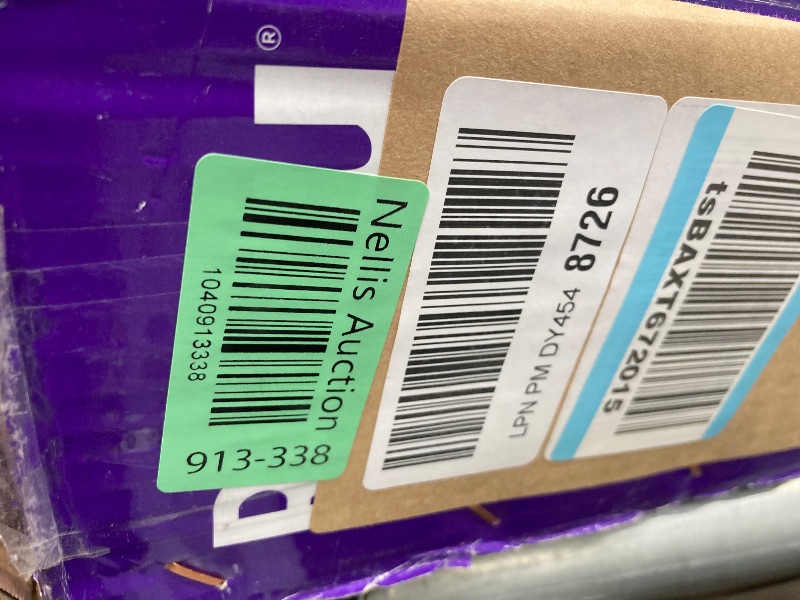 ®
Nellis Auction
1040913338
913-338
LPN PM DY454 8726
tsBAXT672015